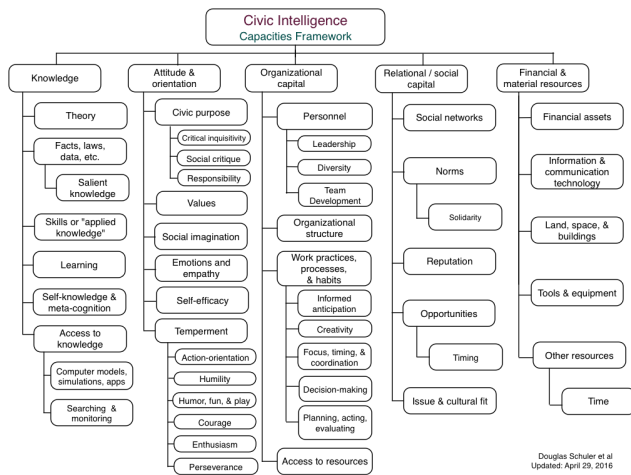 Civic Intelligence
Capacities Framework
Knowledge
Theory
Facts, laws,
data, etc.
Salient
knowledge
Skills or "applied
knowledge"
Learning
Self-knowledge &
meta-cognition
Access to
knowledge
Computer models,
simulations, apps
Searching &
monitoring
Attitude &
orientation
Civic purpose
Critical inquisitivity
Social critique
Responsibility
Values
Social imagination
Emotions and
empathy
Self-efficacy
Temperment
Action-orientation
Humility
Humor, fun, & play
Courage
Enthusiasm
Perseverance
Organizational
capital
Personnel
Leadership
Diversity
Team
Development
Organizational
structure
Work practices,
processes,
& habits
Informed
anticipation
Creativity
Focus, timing, &
coordination
Decision-making
Planning, acting,
evaluating
Access to resources
Relational / social
capital
Social networks
Norms
Solidarity
Reputation
Opportunities
Timing
Issue & cultural fit
Financial &
material resources
Financial assets
Information &
communication
technology
Land, space, &
buildings
Tools & equipment
Other resources
Time
Douglas Schuler et al
Updated: April 29, 2016